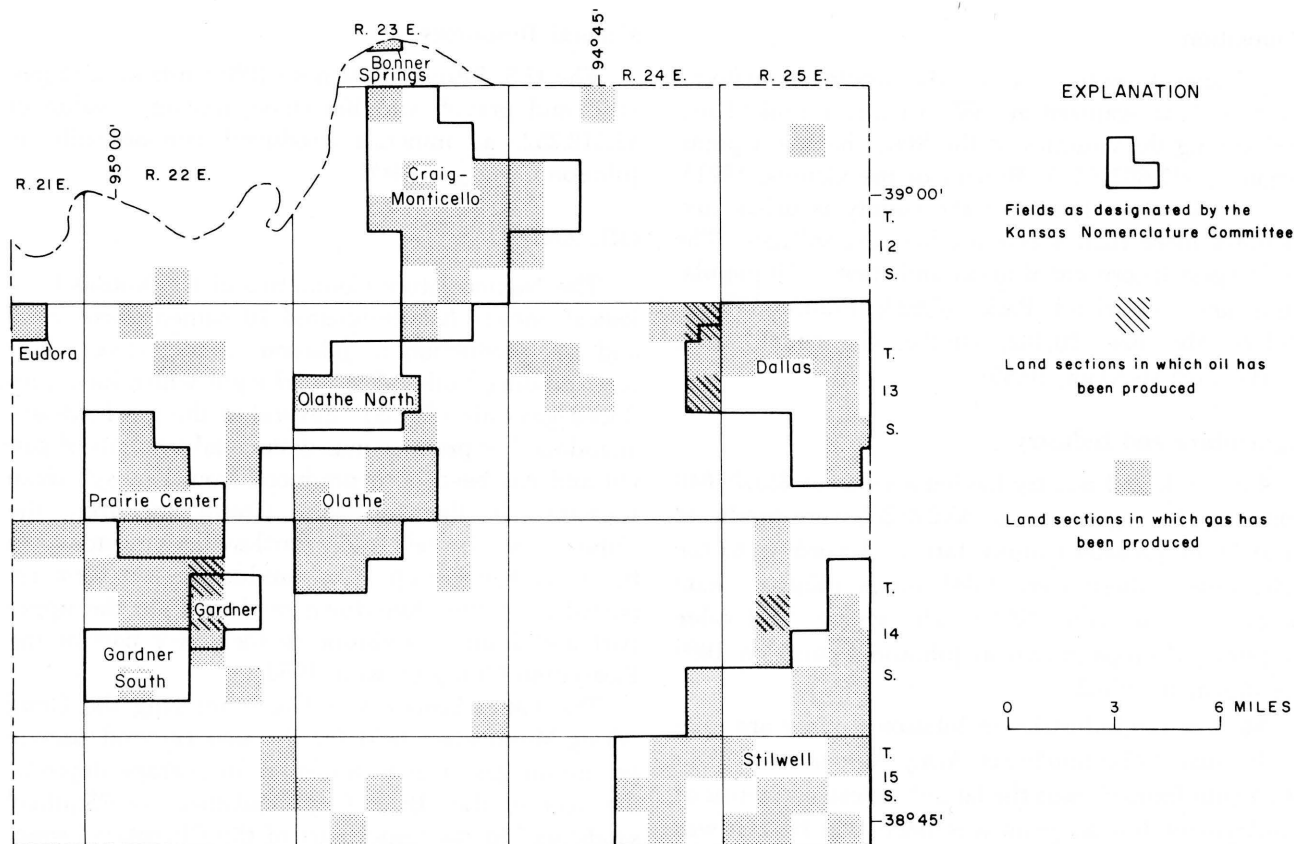 R. 23 E.
94°45'
Bonner
Springs
R. 24 E.
R. 25 E.
95°00'
R. 21 E.
R. 22 E.
Craig-
Monticello
39°00'
T.
12
S.
Eudora
Dallas
T.
13
S.
Olathe North
Prairie Center
Olathe
Gardner
T.
14
S.
Gardner
South
Stilwell
T.
15
S.
38°45'
EXPLANATION
Fields as designated by the
Kansas Nomenclature Committee
Land sections in which oil has
been produced
Land sections in which gas has
been produced
0 3 6 MILES